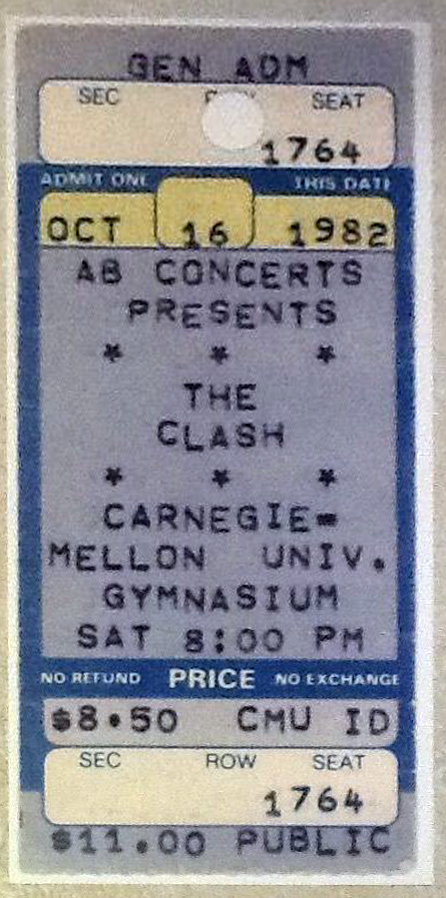 GEN ADM
SEC SEAT
1764
ADMIT ONE THIS DATE
OCT 16 1982
AB CONCERTS
PRESENTS
* * *
THE
CLASH
* * *
CARNEGIE=
MELLON UNIV.
GYMNASIUM
SAT 8:00 PM
NO REFUND PRICE NO EXCHANGE
$8.50 CMU ID
SEC ROW SEAT
1764
$11.00 PUBLIC